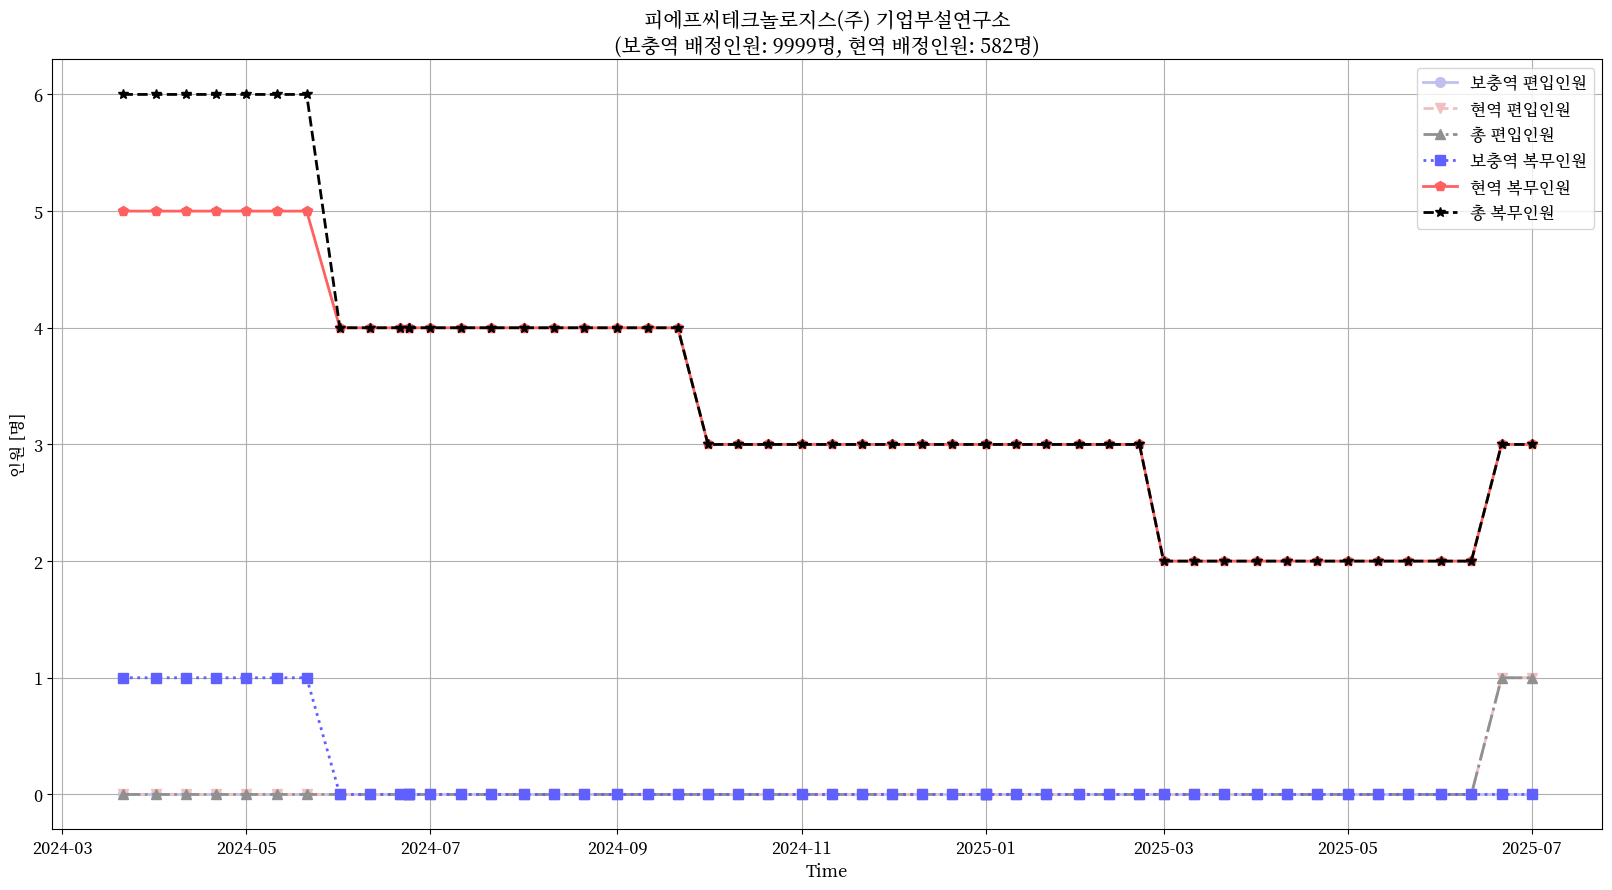 피에프씨테크놀로지스(주) 기업부설연구소
(보충역 배정인원: 9999명, 현역 배정인원: 582명)
보충역 편입인원
현역 편입인원
총 편입인원
보충역 복무인원
현역 복무인원
총 복무인원
인원 [명]
6
5
4
3
2
1
0
2024-03 2024-05 2024-07 2024-09 2024-11 2025-01 2025-03 2025-05 2025-07
Time